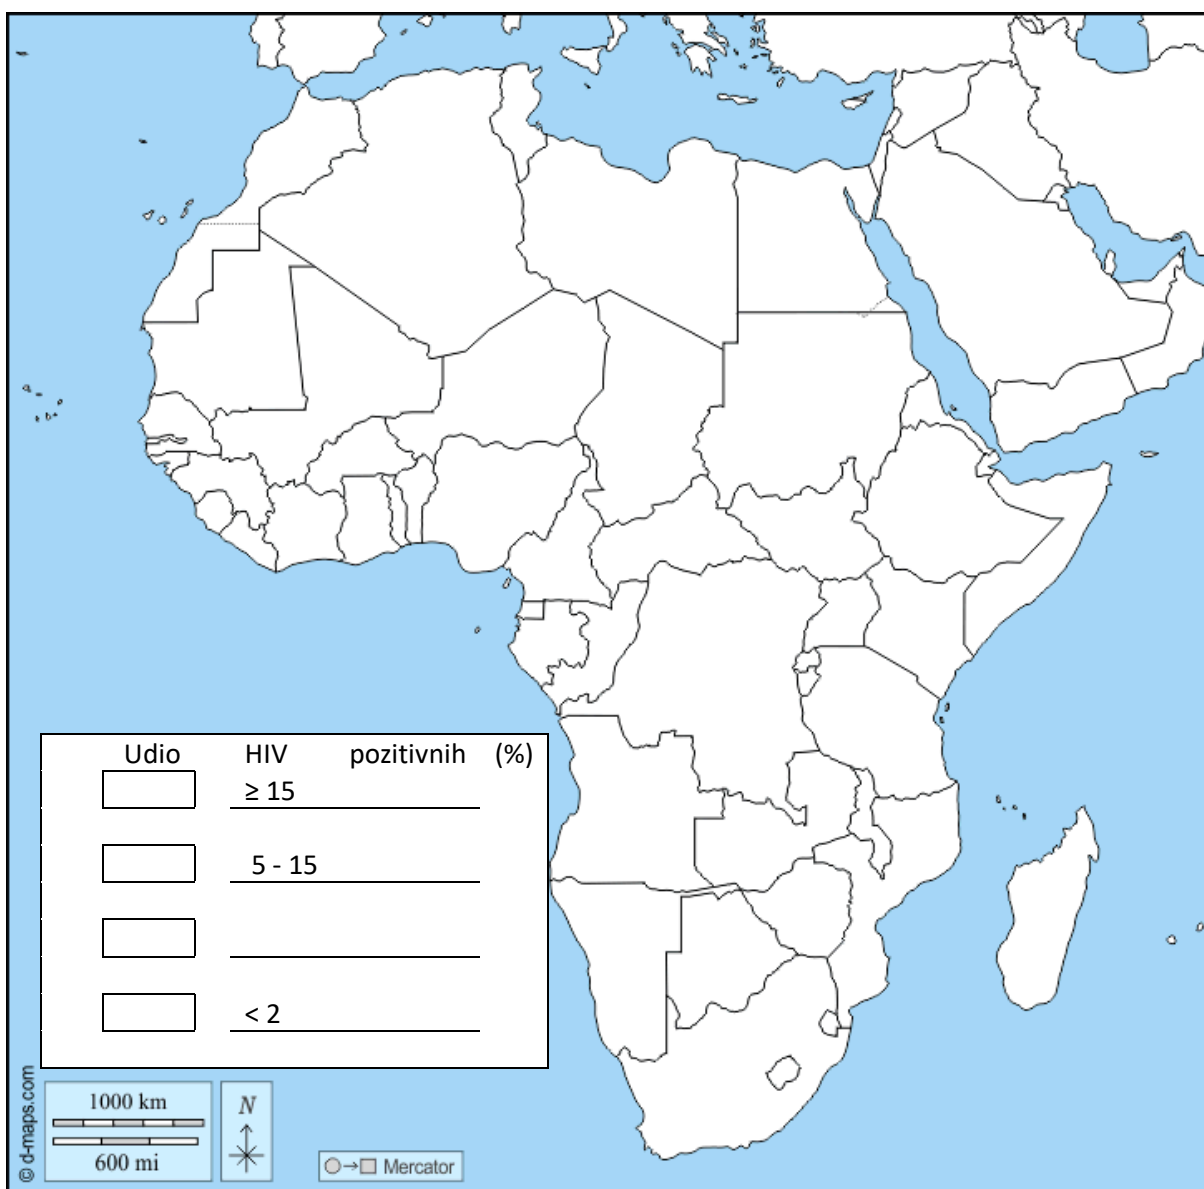 Udio HIV pozitivnih (%)
≥ 15
5 - 15
< 2
© d-maps.com
1000 km
600 mi
N
Mercator